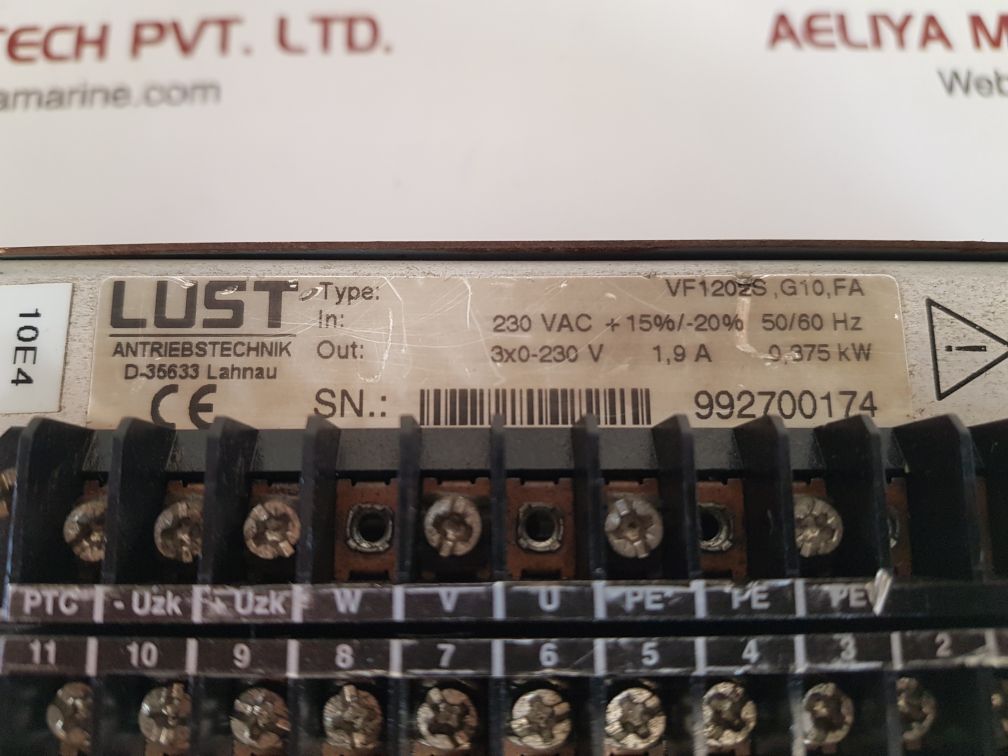 TECH PVT. LTD.
AELIYA M
amarine.com
Web
10E4
LUST
ANTRIEBSTECHNIK
D-35633 Lahnau
CE
Type: VF1202S,G10,FA
In: 230 VAC +15%/-20% 50/60 Hz
Out: 3x0-230 V 1,9 A 0,375 kW
SN.: 992700174
PTC - Uzk + Uzk W V U PE PE PE
11 10 9 8 7 6 5 4 3 2